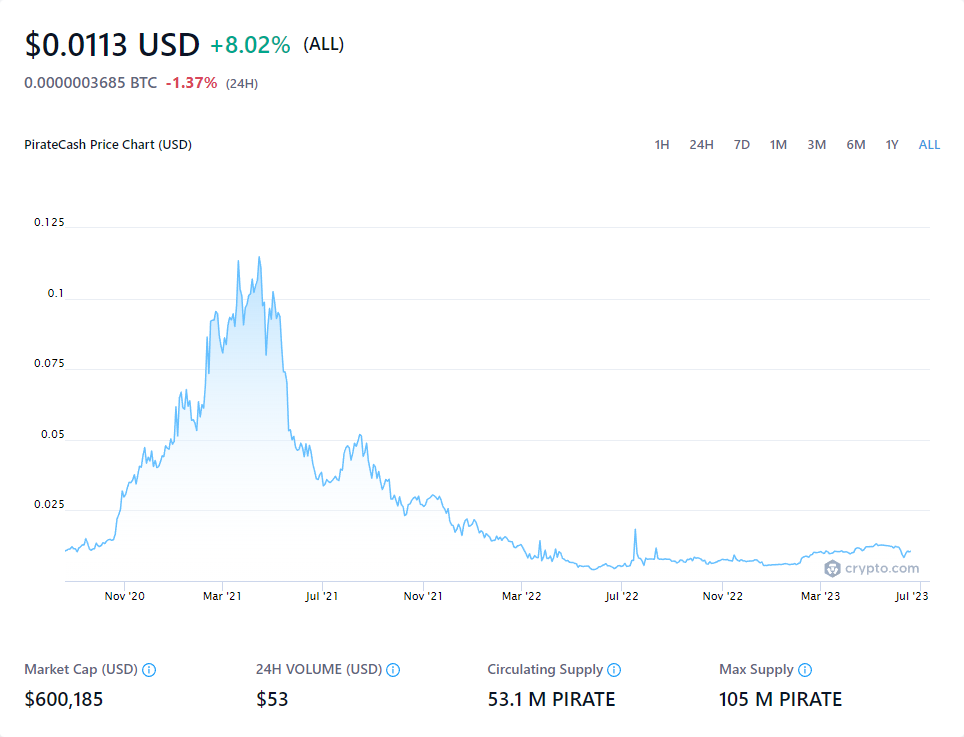 $0.0113 USD +8.02% (ALL)
0.0000003685 BTC -1.37% (24H)
PirateCash Price Chart (USD) 1H 24H 7D 1M 3M 6M 1Y ALL
0.125
0.1
0.075
0.05
0.025
crypto.com
Nov '20 Mar '21 Jul '21 Nov '21 Mar '22 Jul '22 Nov '22 Mar '23 Jul '23
Market Cap (USD) 24H VOLUME (USD) Circulating Supply Max Supply
$600,185 $53 53.1 M PIRATE 105 M PIRATE